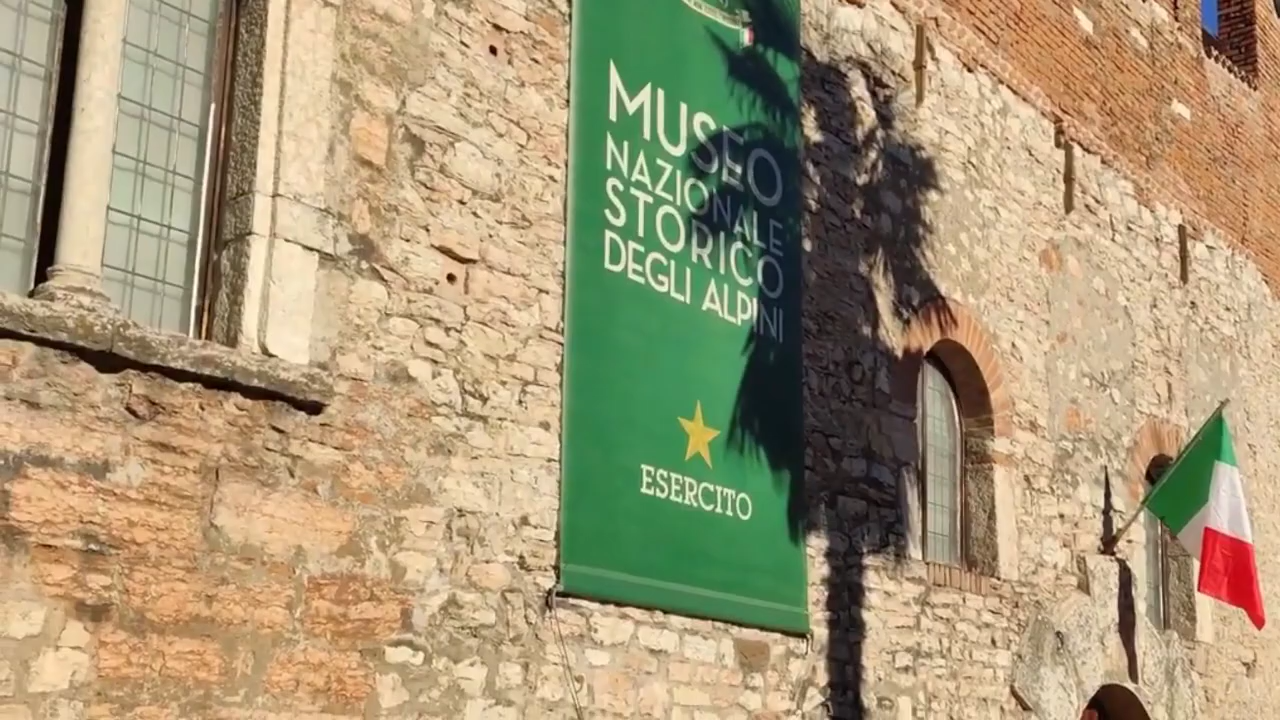 MUSEO
NAZIONALE
STORICO
DEGLI ALPINI
ESERCITO